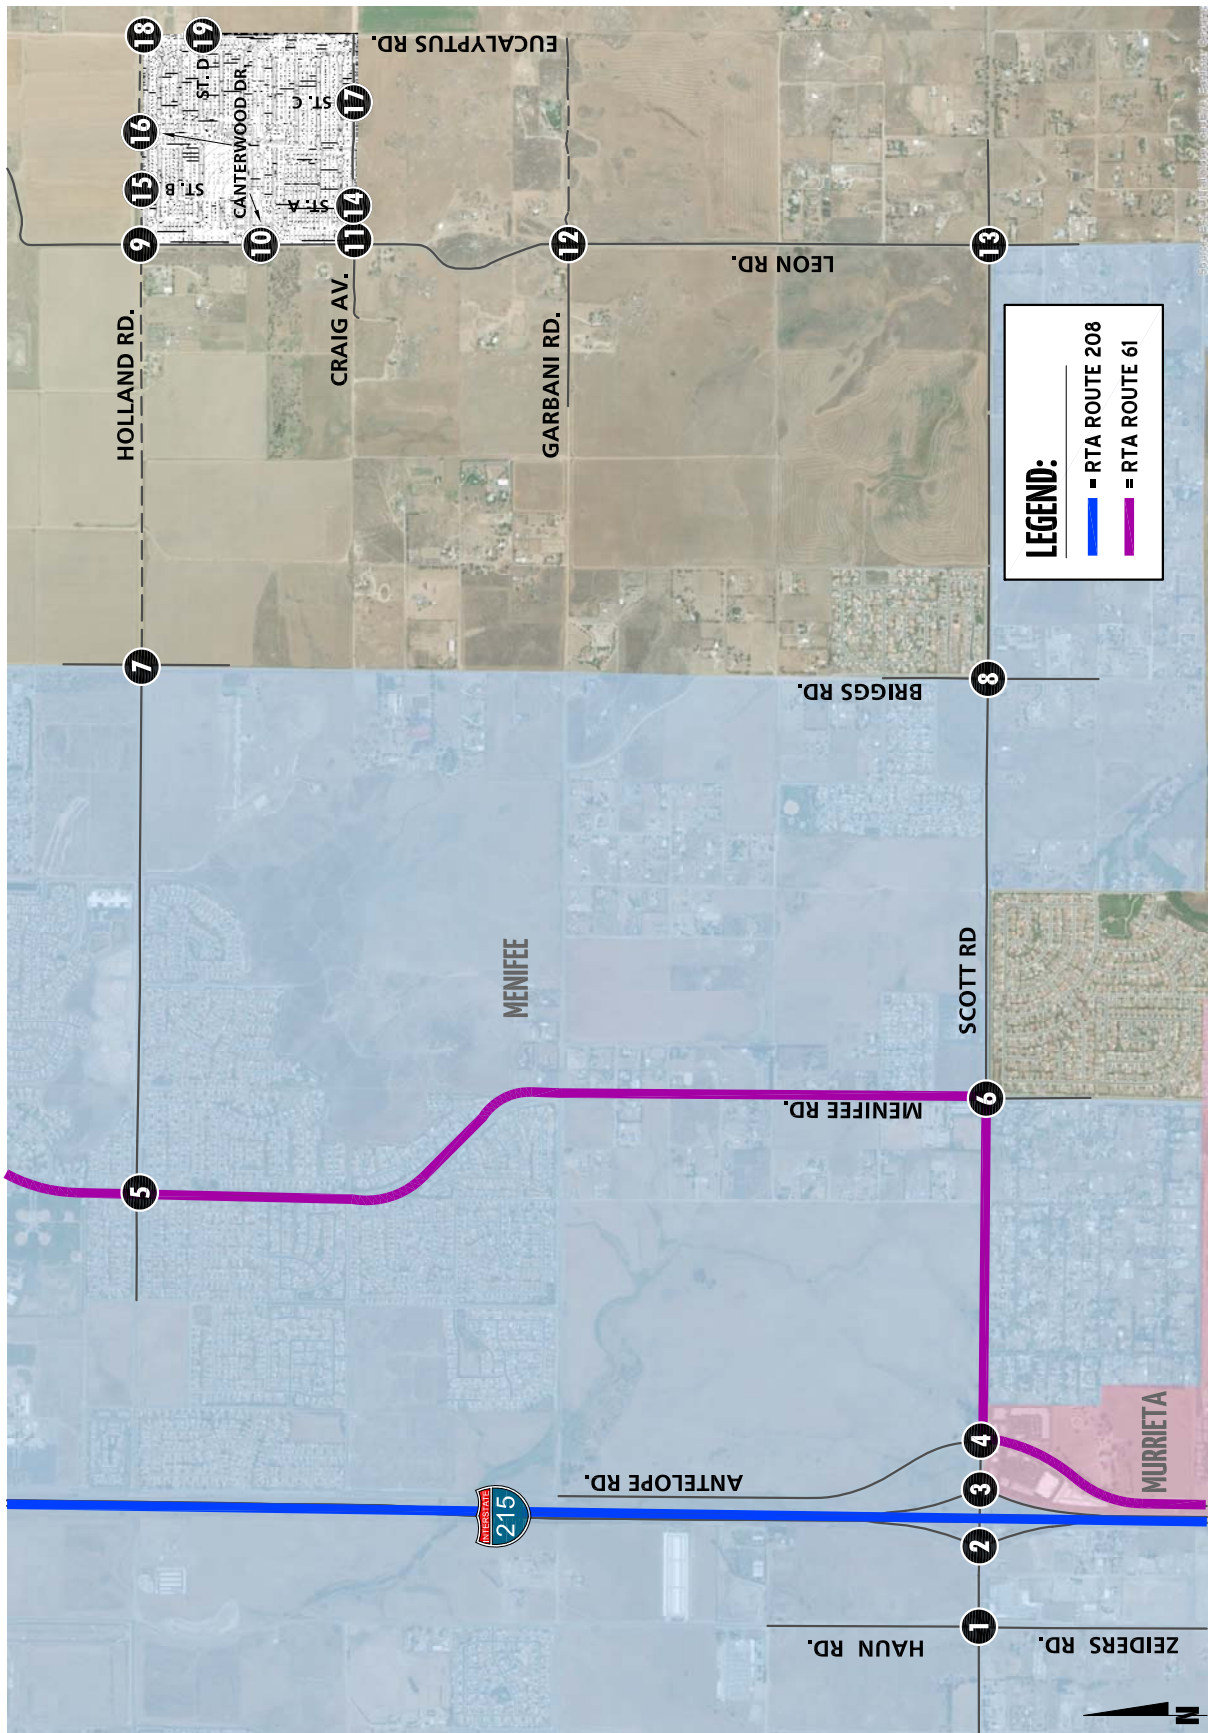 18
19
ST. D
16
CANTERWOOD DR.
ST. C
17
15
ST. B
ST. A
14
9
10
11
12
13
EUCALYPTUS RD.
HOLLAND RD.
CRAIG AV.
GARBANI RD.
LEON RD.
LEGEND:
= RTA ROUTE 208
= RTA ROUTE 61
7
8
BRIGGS RD.
MENIFEE
SCOTT RD
5
6
MENIFEE RD.
ANTELOPE RD.
INTERSTATE
215
4
3
2
1
MURRIETA
HAUN RD.
ZEIDERS RD.
N